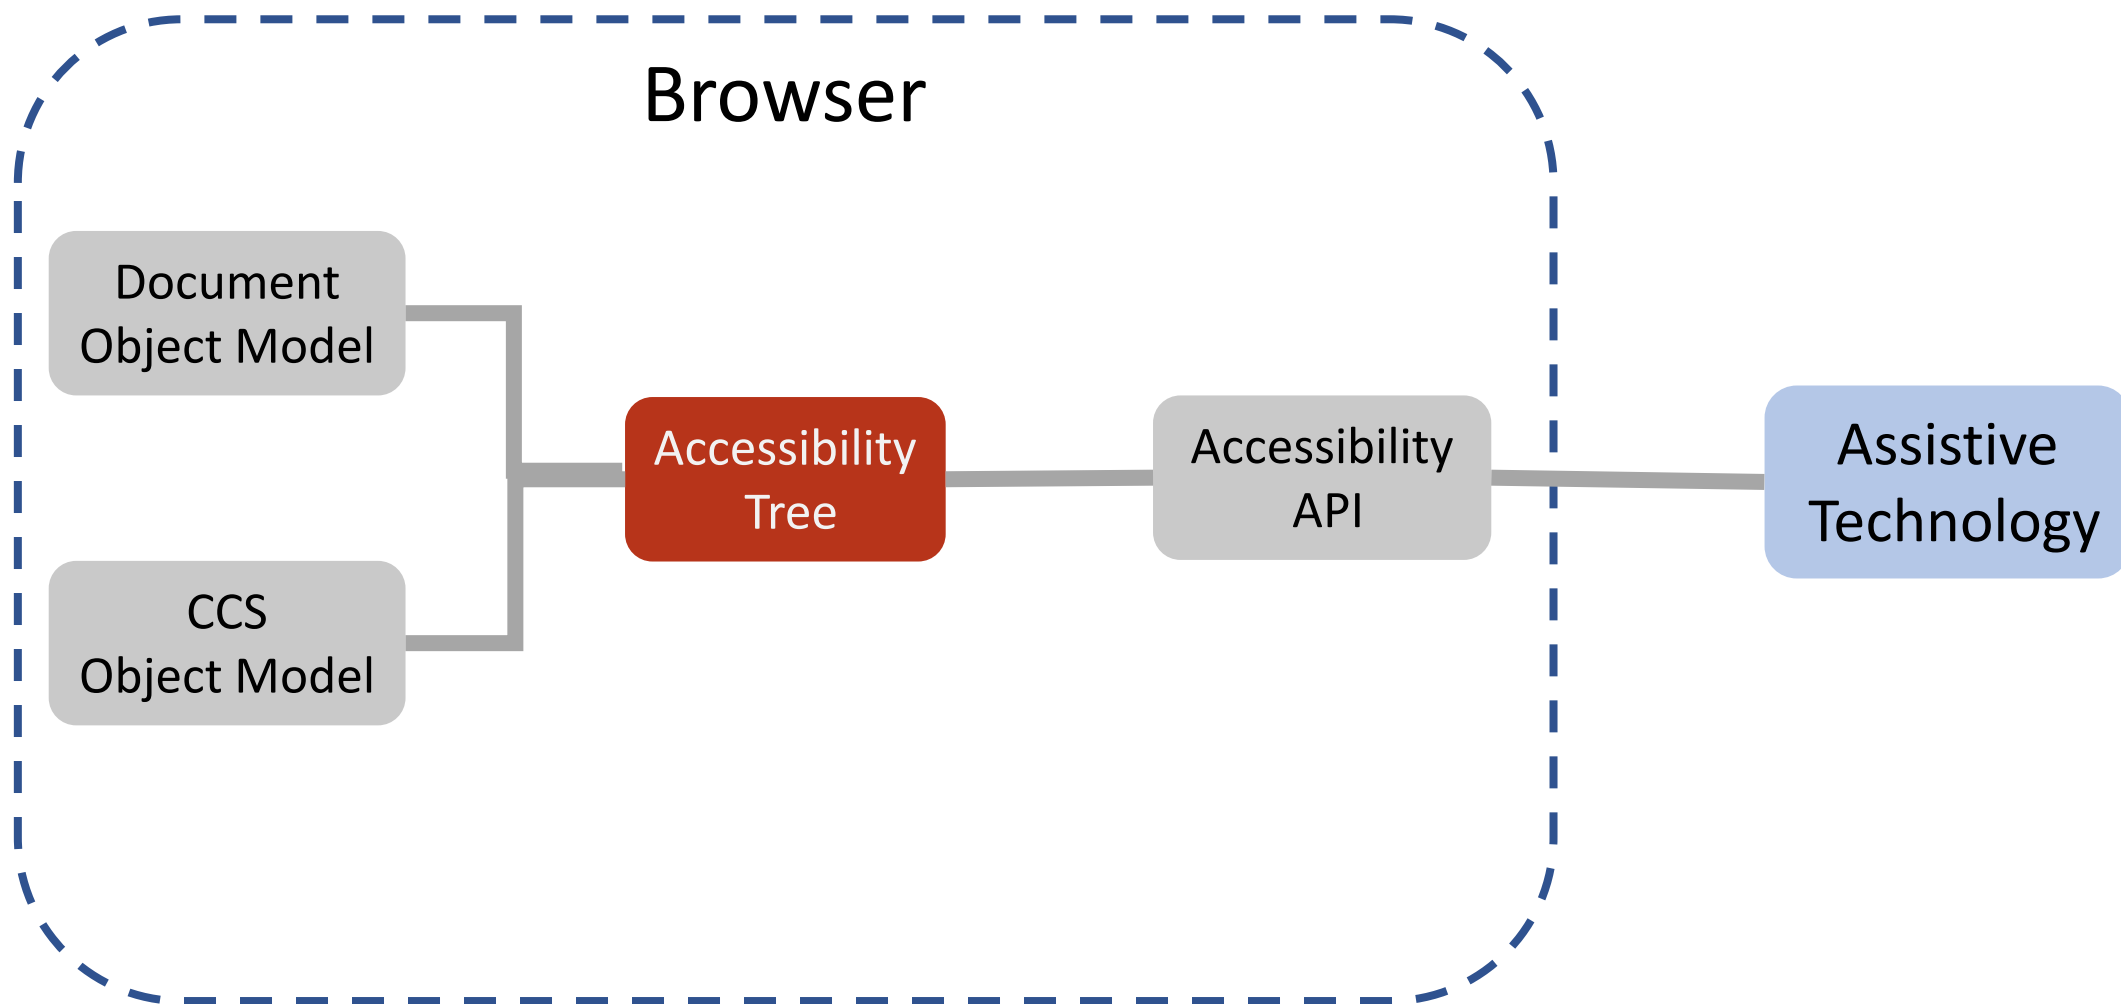 Browser
Document
Object Model
CCS
Object Model
Accessibility
Tree
Accessibility
API
Assistive
Technology